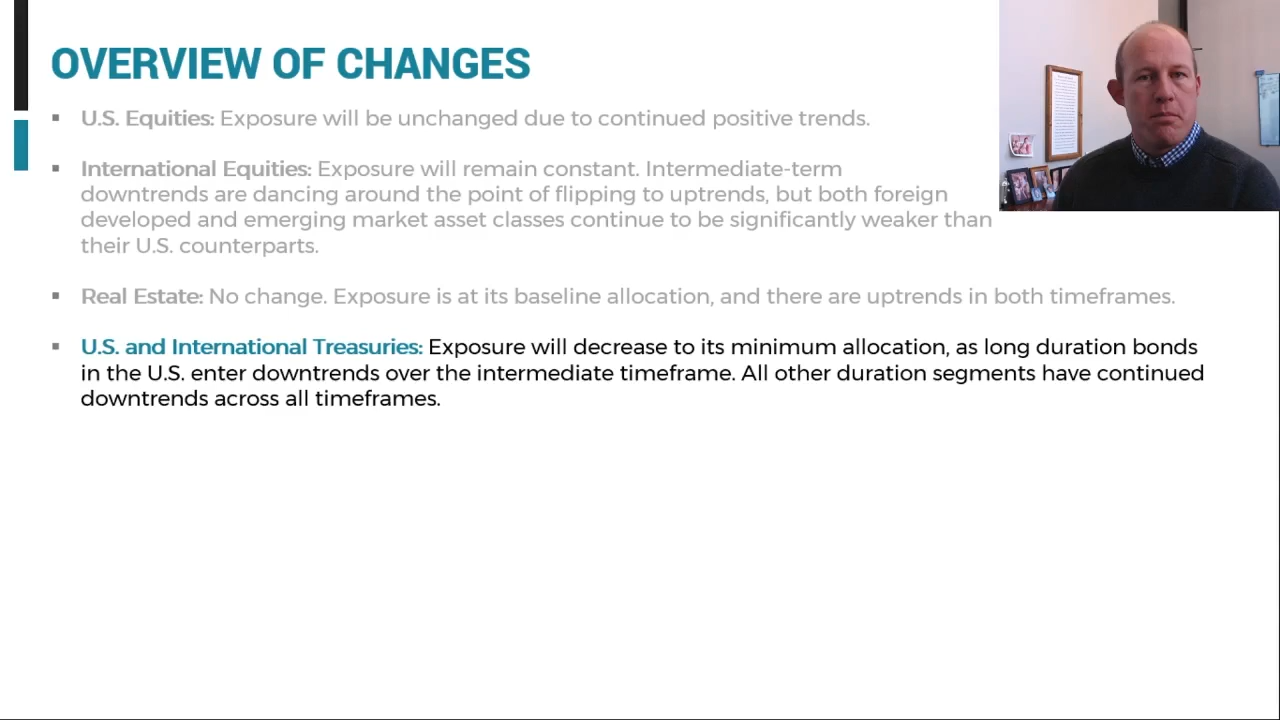 OVERVIEW OF CHANGES
▪ U.S. Equities: Exposure will be unchanged due to continued positive trends.
▪ International Equities: Exposure will remain constant. Intermediate-term
downtrends are dancing around the point of flipping to uptrends, but both foreign
developed and emerging market asset classes continue to be significantly weaker than
their U.S. counterparts.
▪ Real Estate: No change. Exposure is at its baseline allocation, and there are uptrends in both timeframes.
▪ U.S. and International Treasuries: Exposure will decrease to its minimum allocation, as long duration bonds
in the U.S. enter downtrends over the intermediate timeframe. All other duration segments have continued
downtrends across all timeframes.